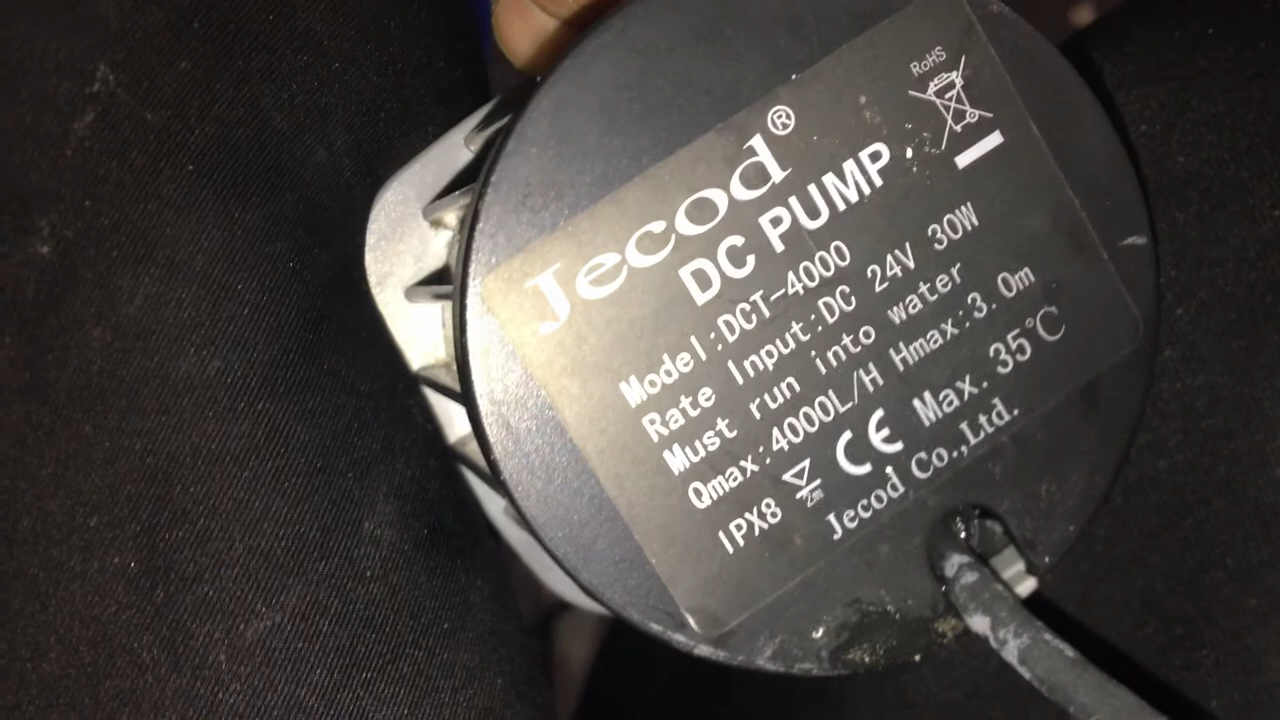 RoHS
Jecod®
DC PUMP
Model:DCT-4000
Rate Input:DC 24V 30W
Must run into water
Qmax:4000L/H Hmax:3.0m
IPX8 2m CE Max. 35℃
Jecod Co.,Ltd.